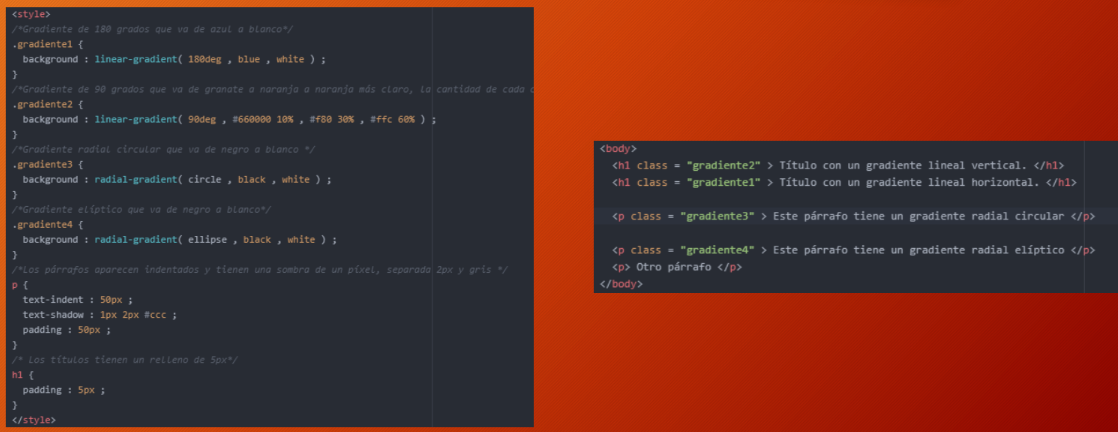 <style>
/*Gradiente de 180 grados que va de azul a blanco*/
.gradiente1 {
  background : linear-gradient( 180deg , blue , white ) ;
}
/*Gradiente de 90 grados que va de granate a naranja a naranja más claro, la cantidad de cada
.gradiente2 {
  background : linear-gradient( 90deg , #660000 10% , #f80 30% , #ffc 60% ) ;
}
/*Gradiente radial circular que va de negro a blanco */
.gradiente3 {
  background : radial-gradient( circle , black , white ) ;
}
/*Gradiente elíptico que va de negro a blanco*/
.gradiente4 {
  background : radial-gradient( ellipse , black , white ) ;
}
/*Los párrafos aparecen indentados y tienen una sombra de un píxel, separada 2px y gris */
p {
  text-indent : 50px ;
  text-shadow : 1px 2px #ccc ;
  padding : 50px ;
}
/* Los títulos tienen un relleno de 5px*/
h1 {
  padding : 5px ;
}
</style>
<body>
  <h1 class = "gradiente2" > Título con un gradiente lineal vertical. </h1>
  <h1 class = "gradiente1" > Título con un gradiente lineal horizontal. </h1>
  <p class = "gradiente3" > Este párrafo tiene un gradiente radial circular </p>
  <p class = "gradiente4" > Este párrafo tiene un gradiente radial elíptico </p>
  <p> Otro párrafo </p>
</body>